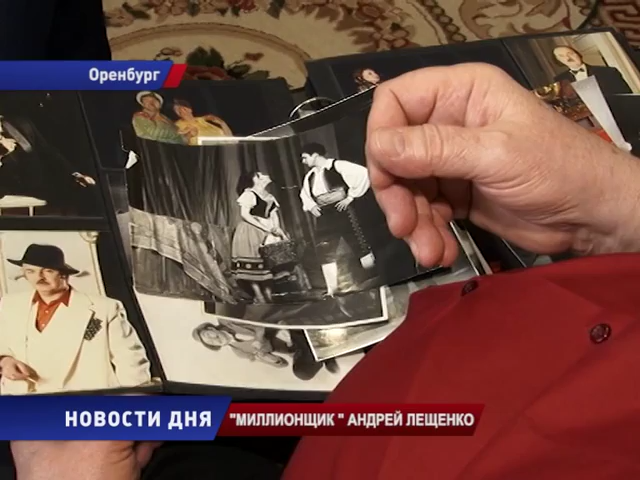 Оренбург
НОВОСТИ ДНЯ
"МИЛЛИОНЩИК " АНДРЕЙ ЛЕЩЕНКО